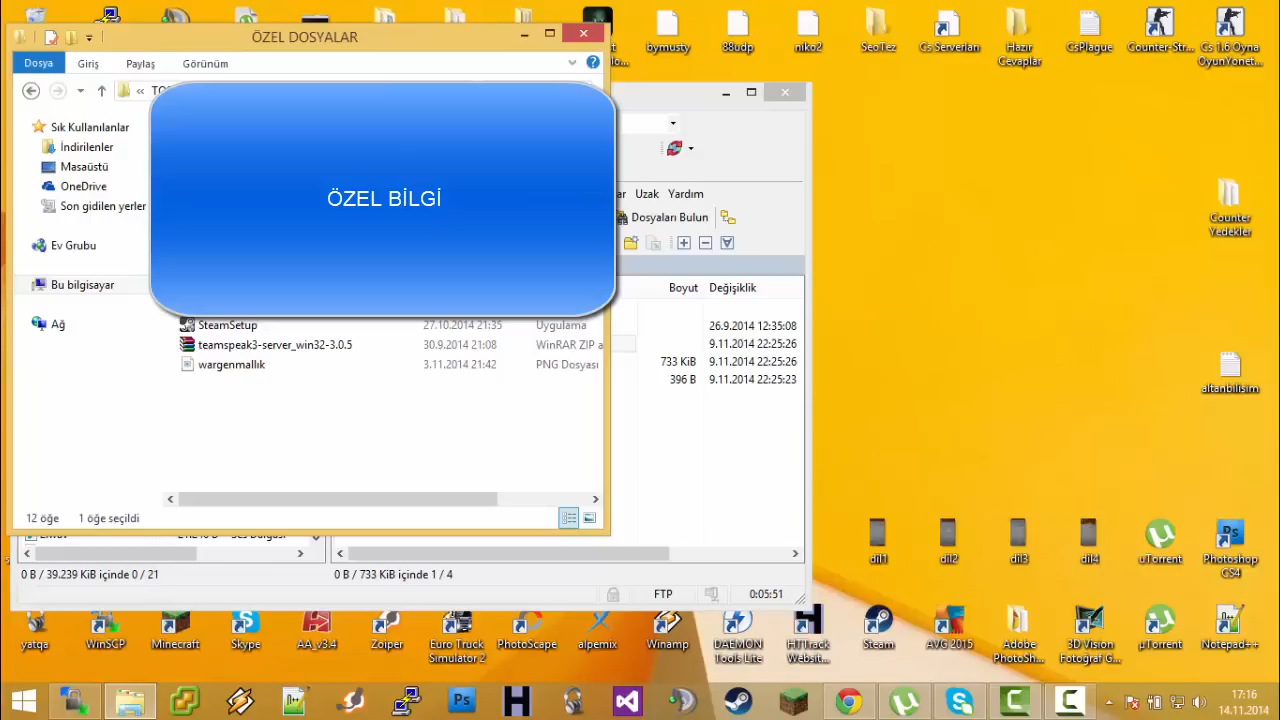 bymusty
88udp
niko2
SeoTez
Cs Serverları
Hazır
Cevaplar
CsPlague
Counter-Str...
Cs 1.6 Oyna
OyunYonet...
ÖZEL DOSYALAR
Dosya
Giriş
Paylaş
Görünüm
«
Sık Kullanılanlar
İndirilenler
Masaüstü
OneDrive
Son gidilen yerler
Ev Grubu
Bu bilgisayar
Ağ
ÖZEL BİLGİ
SteamSetup 27.10.2014 21:35 Uygulama
teamspeak3-server_win32-3.0.5 30.9.2014 21:08 WinRAR ZIP a
wargenmallık 3.11.2014 21:42 PNG Dosyası
12 öğe 1 öğe seçildi
Uzak Yardım
Dosyaları Bulun
Boyut Değişiklik
26.9.2014 12:35:08
9.11.2014 22:25:26
733 KiB 9.11.2014 22:25:26
396 B 9.11.2014 22:25:23
0 B / 39.239 KiB içinde 0 / 21
0 B / 733 KiB içinde 1 / 4
FTP
0:05:51
Counter
Yedekler
altanbilisim
dil1
dil2
dil3
dil4
uTorrent
Photoshop
CS4
yatqa
WinSCP
Minecraft
Skype
AA_v3.4
Zoiper
Euro Truck
Simulator 2
PhotoScape
alpemix
Winamp
DAEMON
Tools Lite
HTTrack
Website...
Steam
AVG 2015
Adobe
PhotoSh...
3D Vision
Fotoğraf G...
µTorrent
Notepad++
17:16
14.11.2014